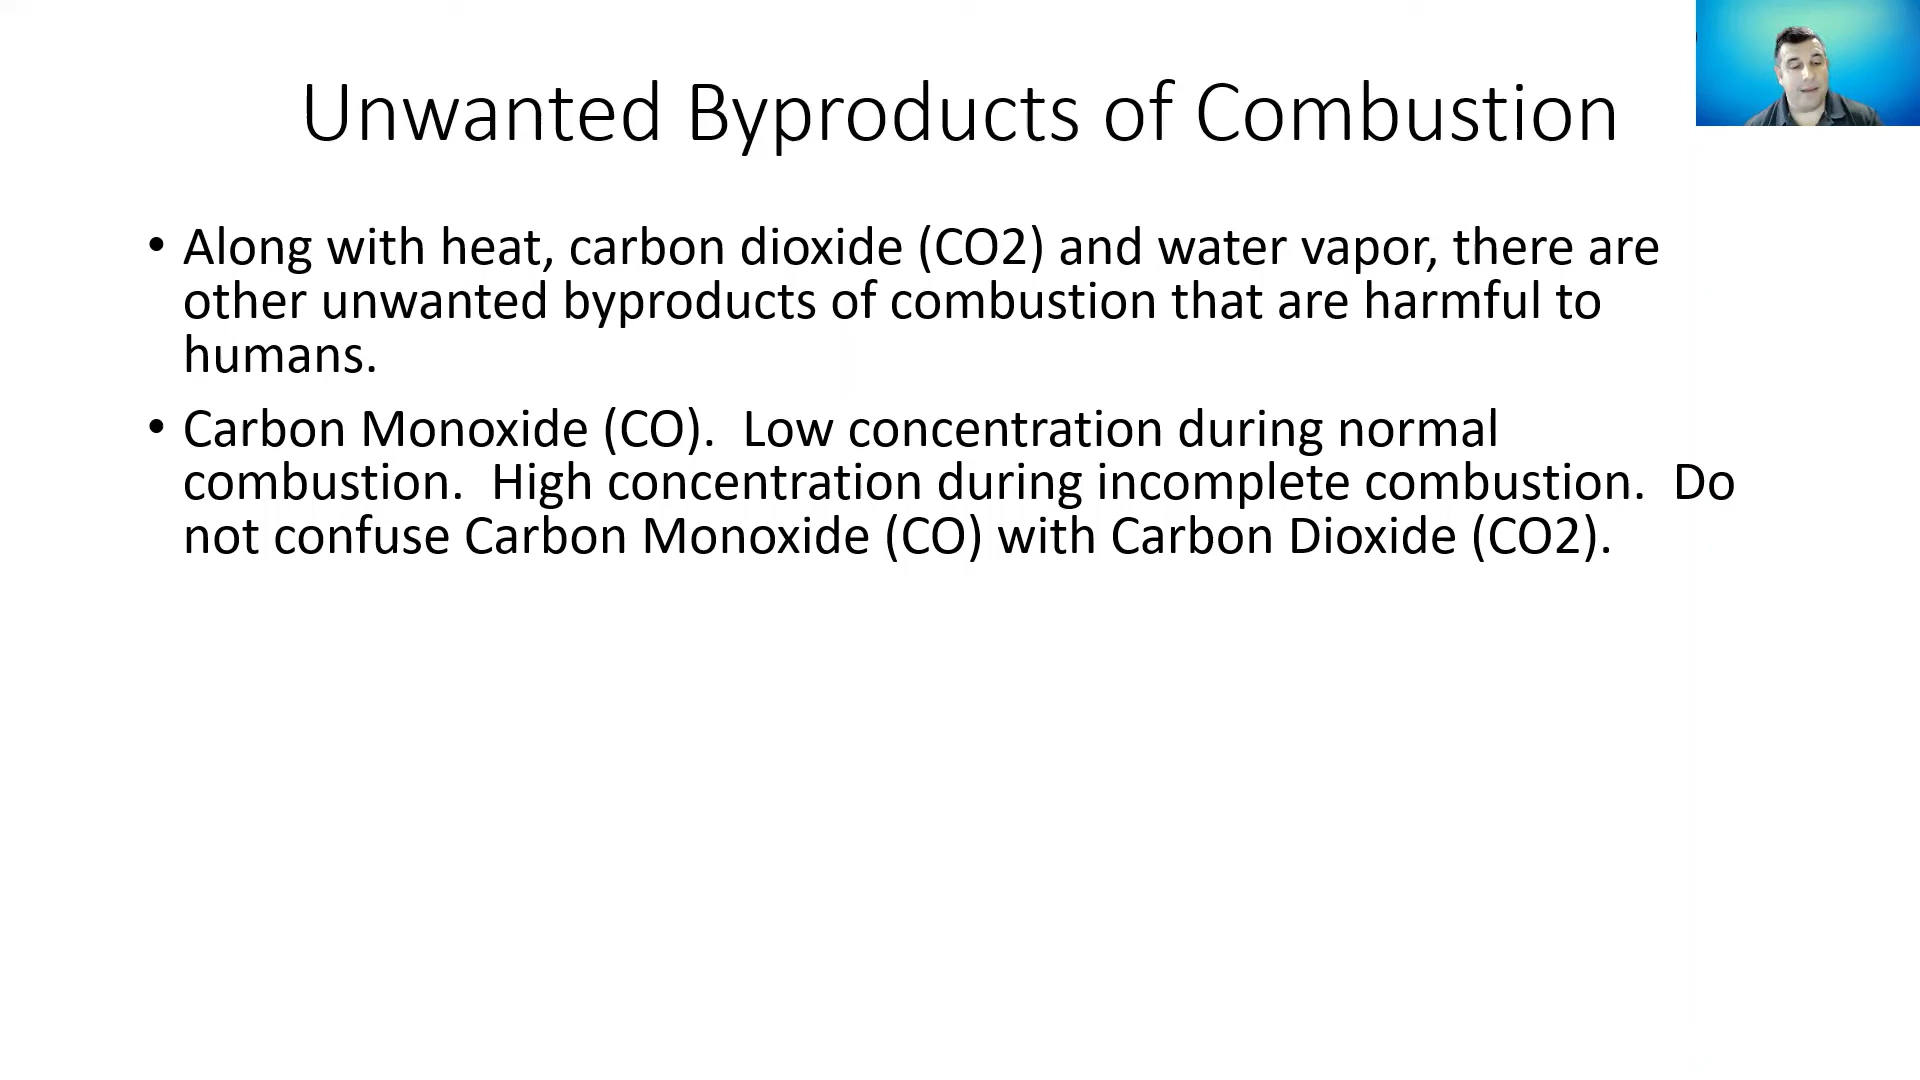 Unwanted Byproducts of Combustion
• Along with heat, carbon dioxide (CO2) and water vapor, there are
other unwanted byproducts of combustion that are harmful to
humans.
• Carbon Monoxide (CO).  Low concentration during normal
combustion.  High concentration during incomplete combustion.  Do
not confuse Carbon Monoxide (CO) with Carbon Dioxide (CO2).